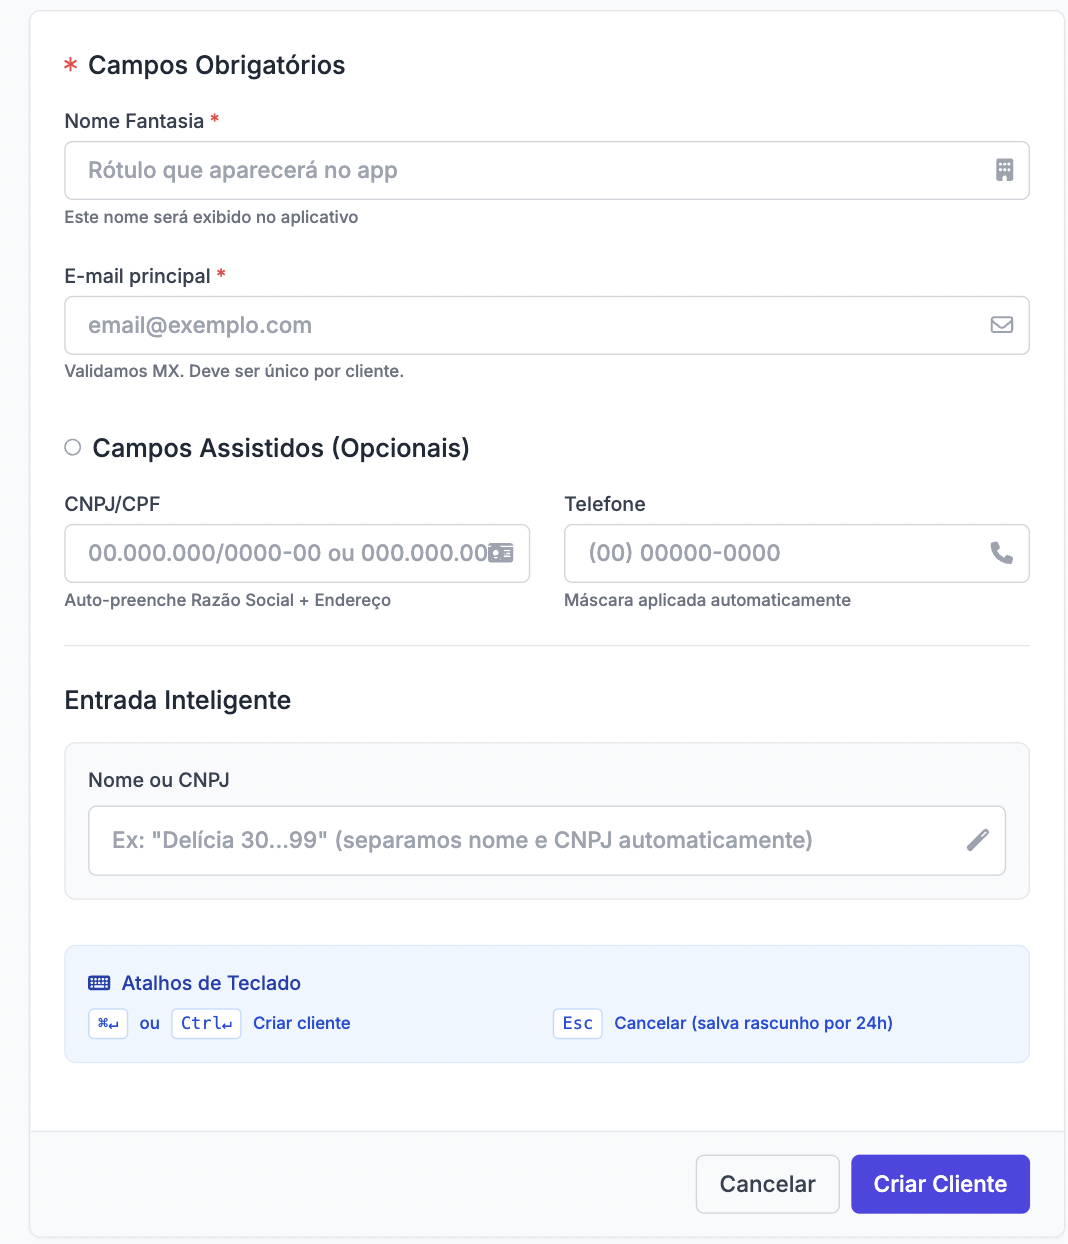 * Campos Obrigatórios
Nome Fantasia *
Rótulo que aparecerá no app
Este nome será exibido no aplicativo
E-mail principal *
email@exemplo.com
Validamos MX. Deve ser único por cliente.
Campos Assistidos (Opcionais)
CNPJ/CPF
00.000.000/0000-00 ou 000.000.00
Auto-preenche Razão Social + Endereço
Telefone
(00) 00000-0000
Máscara aplicada automaticamente
Entrada Inteligente
Nome ou CNPJ
Ex: "Delícia 30...99" (separamos nome e CNPJ automaticamente)
Atalhos de Teclado
⌘↵ ou Ctrl↵ Criar cliente
Esc Cancelar (salva rascunho por 24h)
Cancelar
Criar Cliente